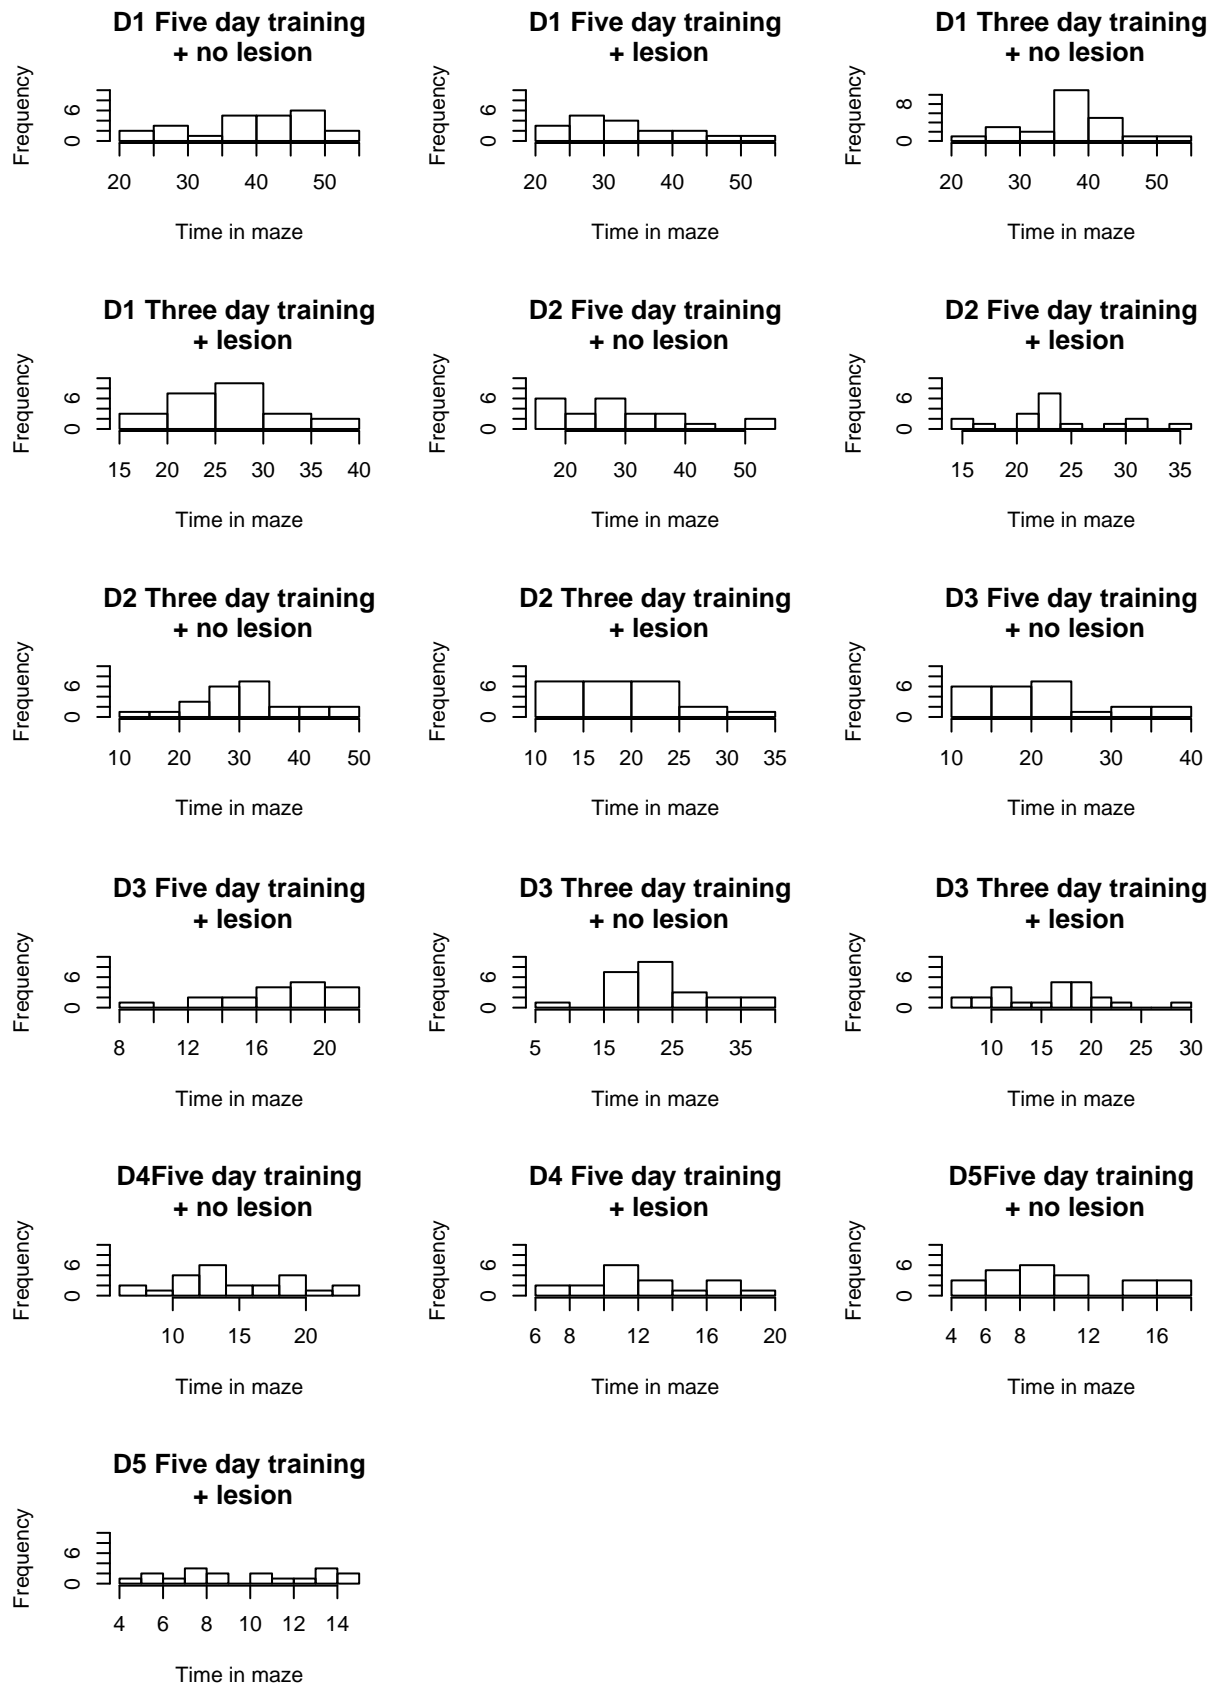 D1 Five day training
+ no lesion
Frequency
0 6
20 30 40 50
Time in maze
D1 Five day training
+ lesion
Frequency
0 6
20 30 40 50
Time in maze
D1 Three day training
+ no lesion
Frequency
0 8
20 30 40 50
Time in maze
D1 Three day training
+ lesion
Frequency
0 6
15 20 25 30 35 40
Time in maze
D2 Five day training
+ no lesion
Frequency
0 6
20 30 40 50
Time in maze
D2 Five day training
+ lesion
Frequency
0 6
15 20 25 30 35
Time in maze
D2 Three day training
+ no lesion
Frequency
0 6
10 20 30 40 50
Time in maze
D2 Three day training
+ lesion
Frequency
0 6
10 15 20 25 30 35
Time in maze
D3 Five day training
+ no lesion
Frequency
0 6
10 20 30 40
Time in maze
D3 Five day training
+ lesion
Frequency
0 6
8 12 16 20
Time in maze
D3 Three day training
+ no lesion
Frequency
0 6
5 15 25 35
Time in maze
D3 Three day training
+ lesion
Frequency
0 6
10 15 20 25 30
Time in maze
D4Five day training
+ no lesion
Frequency
0 6
10 15 20
Time in maze
D4 Five day training
+ lesion
Frequency
0 6
6 8 12 16 20
Time in maze
D5Five day training
+ no lesion
Frequency
0 6
4 6 8 12 16
Time in maze
D5 Five day training
+ lesion
Frequency
0 6
4 6 8 10 12 14
Time in maze